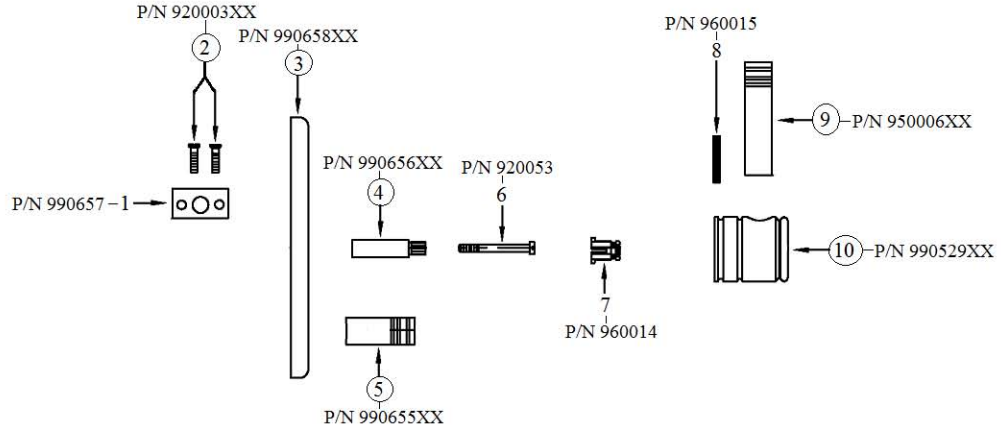 P/N 920003XX
2
P/N 990658XX
3
P/N 960015
8
9
P/N 950006XX
P/N 990656XX
4
P/N 920053
6
P/N 990657 - 1
10
P/N 990529XX
7
P/N 960014
5
P/N 990655XX